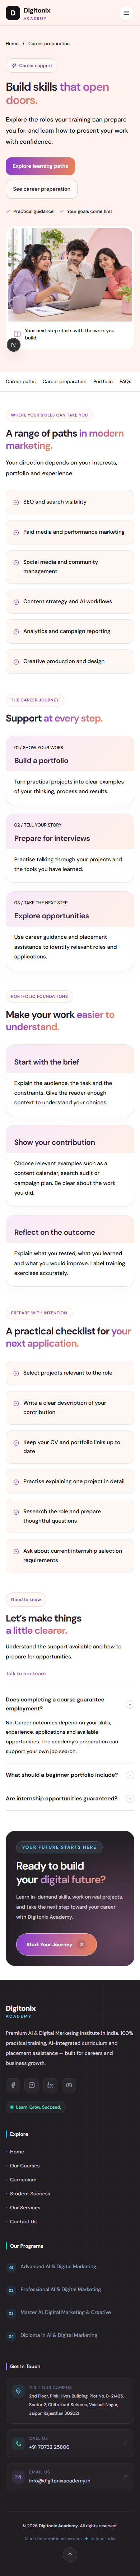 Digitonix
ACADEMY
Home / Career preparation
Career support
Build skills that open
doors.
Explore the roles your training can prepare
you for, and learn how to present your work
with confidence.
Explore learning paths
See career preparation
Practical guidance
Your goals come first
Your next step starts with the work you
build.
Career paths
Career preparation
Portfolio
FAQs
WHERE YOUR SKILLS CAN TAKE YOU
A range of paths in modern
marketing.
Your direction depends on your interests,
portfolio and experience.
SEO and search visibility
Paid media and performance marketing
Social media and community
management
Content strategy and AI workflows
Analytics and campaign reporting
Creative production and design
THE CAREER JOURNEY
Support at every step.
01 / SHOW YOUR WORK
Build a portfolio
Turn practical projects into clear examples
of your thinking, process and results.
02 / TELL YOUR STORY
Prepare for interviews
Practise talking through your projects and
the tools you have learned.
03 / TAKE THE NEXT STEP
Explore opportunities
Use career guidance and placement
assistance to identify relevant roles and
applications.
PORTFOLIO FOUNDATIONS
Make your work easier to
understand.
Start with the brief
Explain the audience, the task and the
constraints. Give the reader enough
context to understand your choices.
Show your contribution
Choose relevant examples such as a
content calendar, search audit or
campaign plan. Be clear about the work
you did.
Reflect on the outcome
Explain what you tested, what you learned
and what you would improve. Label training
exercises accurately.
PREPARE WITH INTENTION
A practical checklist for your
next application.
Select projects relevant to the role
Write a clear description of your
contribution
Keep your CV and portfolio links up to
date
Practise explaining one project in detail
Research the role and prepare
thoughtful questions
Ask about current internship selection
requirements
Good to know
Let's make things
a little clearer.
Understand the support available and how to
prepare for opportunities.
Talk to our team
Does completing a course guarantee
employment?
No. Career outcomes depend on your skills,
experience, applications and available
opportunities. The academy's preparation can
support your own job search.
What should a beginner portfolio include?
Are internship opportunities guaranteed?
YOUR FUTURE STARTS HERE
Ready to build
your digital future?
Learn in-demand skills, work on real projects,
and take the next step toward your career
with Digitonix Academy.
Start Your Journey
Digitonix
ACADEMY
Premium AI & Digital Marketing Institute in India. 100%
practical training, AI-integrated curriculum and
placement assistance — built for careers and
business growth.
Learn. Grow. Succeed.
Explore
Home
Our Courses
Curriculum
Student Success
Our Services
Contact Us
Our Programs
01 Advanced AI & Digital Marketing
02 Professional AI & Digital Marketing
03 Master AI, Digital Marketing & Creative
04 Diploma in AI & Digital Marketing
Get In Touch
VISIT OUR CAMPUS
2nd Floor, Pink Nives Building, Plot No. B-2/62S,
Sector 2, Chitrakoot Scheme, Vaishali Nagar,
Jaipur, Rajasthan 302021
CALL US
+91 70732 25806
EMAIL US
info@digitonixacademy.in
© 2026 Digitonix Academy. All rights reserved.
Made for ambitious learners Jaipur, India